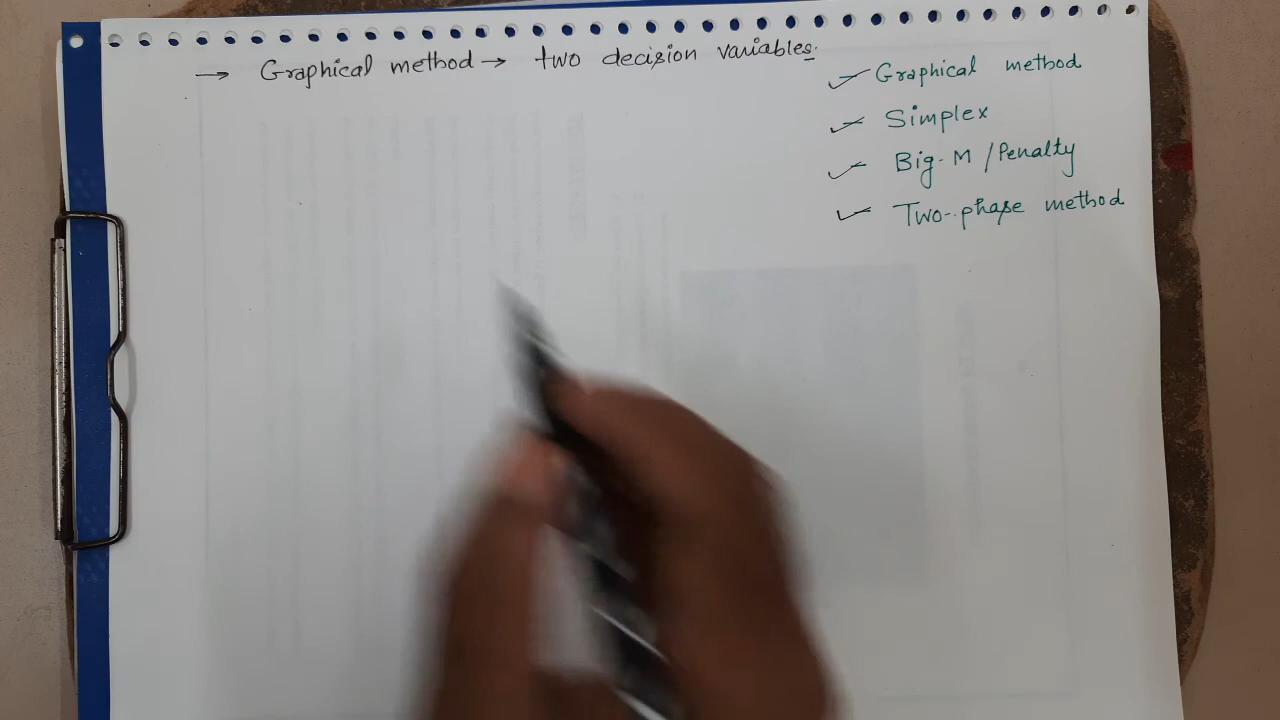 → Graphical method → two decision variables.
✓ Graphical method
✓ Simplex
✓ Big-M / Penalty
✓ Two-phase method